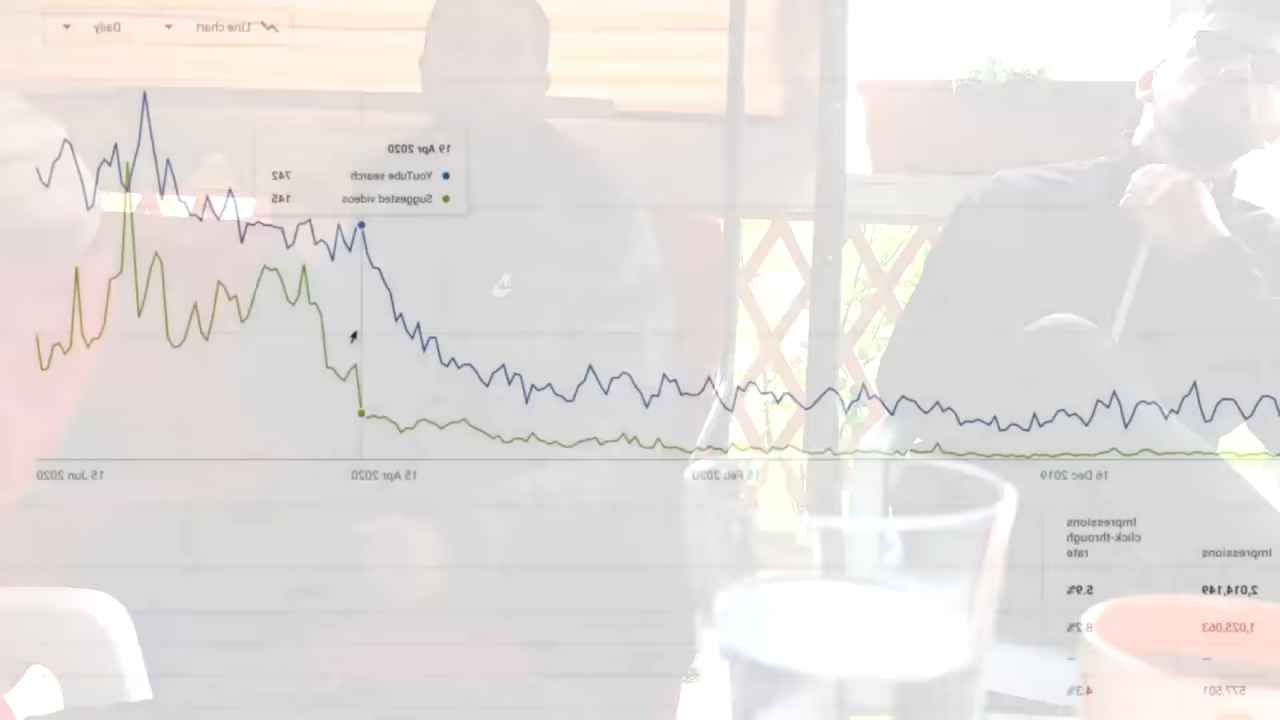 Line chart Daily
19 Apr 2020
YouTube search 742
Suggested videos 145
16 Dec 2019 15 Feb 2020 15 Apr 2020 15 Jun 2020
Impressions
Impressions
click-through
rate
2,014,149 5.9%
1,025,063 8.2%
– –
577,501 4.3%